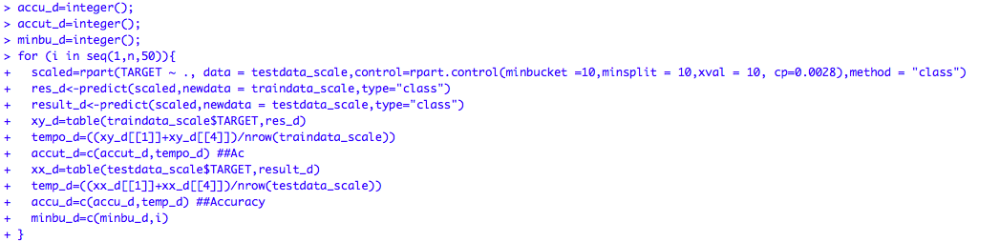 > accu_d=integer();
> accut_d=integer();
> minbu_d=integer();
> for (i in seq(1,n,50)){
+   scaled=rpart(TARGET ~ ., data = testdata_scale,control=rpart.control(minbucket =10,minsplit = 10,xval = 10, cp=0.0028),method = "class")
+   res_d<-predict(scaled,newdata = traindata_scale,type="class")
+   result_d<-predict(scaled,newdata = testdata_scale,type="class")
+   xy_d=table(traindata_scale$TARGET,res_d)
+   tempo_d=((xy_d[[1]]+xy_d[[4]])/nrow(traindata_scale))
+   accut_d=c(accut_d,tempo_d) ##Ac
+   xx_d=table(testdata_scale$TARGET,result_d)
+   temp_d=((xx_d[[1]]+xx_d[[4]])/nrow(testdata_scale))
+   accu_d=c(accu_d,temp_d) ##Accuracy
+   minbu_d=c(minbu_d,i)
+ }